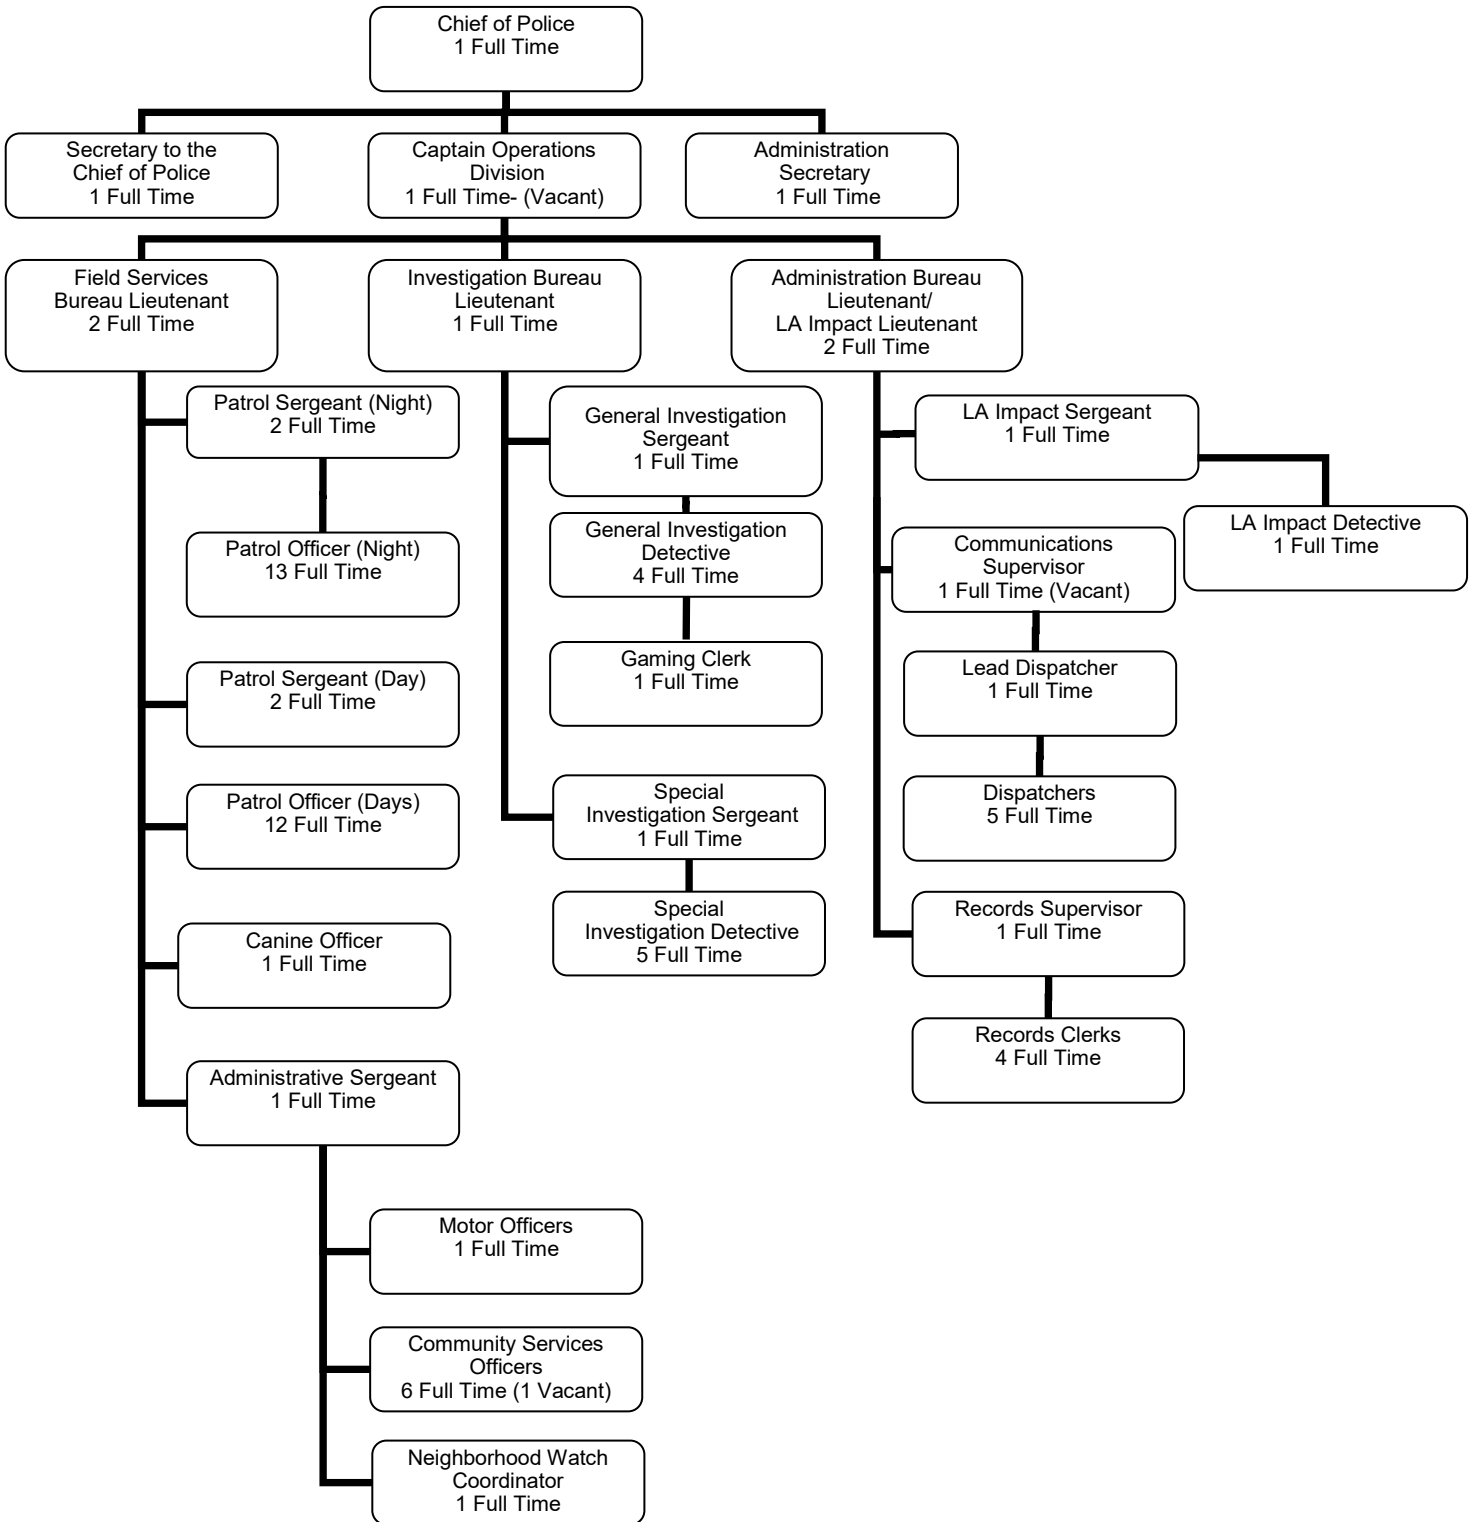 Chief of Police
1 Full Time
Secretary to the
Chief of Police
1 Full Time
Captain Operations
Division
1 Full Time- (Vacant)
Administration
Secretary
1 Full Time
Field Services
Bureau Lieutenant
2 Full Time
Investigation Bureau
Lieutenant
1 Full Time
Administration Bureau
Lieutenant/
LA Impact Lieutenant
2 Full Time
Patrol Sergeant (Night)
2 Full Time
Patrol Officer (Night)
13 Full Time
Patrol Sergeant (Day)
2 Full Time
Patrol Officer (Days)
12 Full Time
Canine Officer
1 Full Time
Administrative Sergeant
1 Full Time
Motor Officers
1 Full Time
Community Services
Officers
6 Full Time (1 Vacant)
Neighborhood Watch
Coordinator
1 Full Time
General Investigation
Sergeant
1 Full Time
General Investigation
Detective
4 Full Time
Gaming Clerk
1 Full Time
Special
Investigation Sergeant
1 Full Time
Special
Investigation Detective
5 Full Time
LA Impact Sergeant
1 Full Time
LA Impact Detective
1 Full Time
Communications
Supervisor
1 Full Time (Vacant)
Lead Dispatcher
1 Full Time
Dispatchers
5 Full Time
Records Supervisor
1 Full Time
Records Clerks
4 Full Time